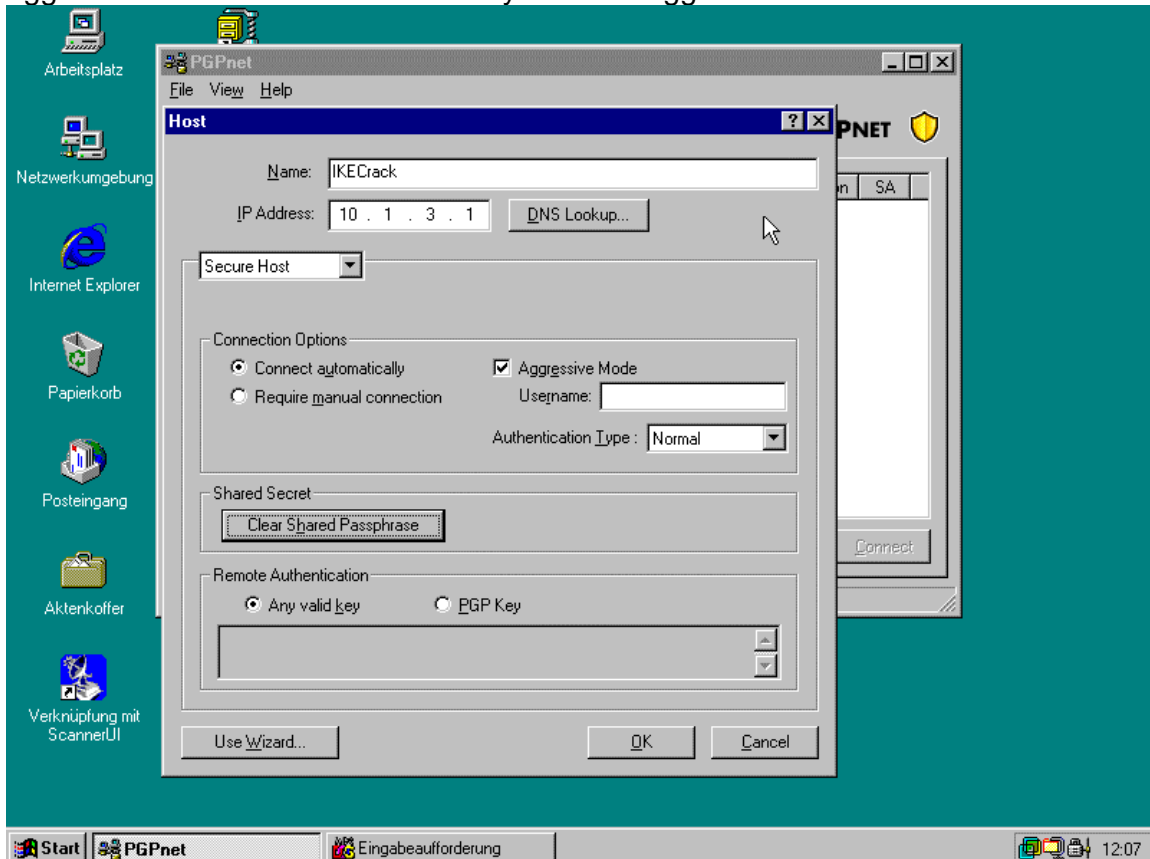 Arbeitsplatz
Netzwerkumgebung
Internet Explorer
Papierkorb
Posteingang
Aktenkoffer
Verknüpfung mit
ScannerUI
PGPnet
File View Help
PNET
on SA
Connect
Host
Name: IKECrack
IP Address: 10 . 1 . 3 . 1 DNS Lookup...
Secure Host
Connection Options
Connect automatically Aggressive Mode
Require manual connection Username:
Authentication Type : Normal
Shared Secret
Clear Shared Passphrase
Remote Authentication
Any valid key PGP Key
Use Wizard... OK Cancel
Start PGPnet Eingabeaufforderung 12:07